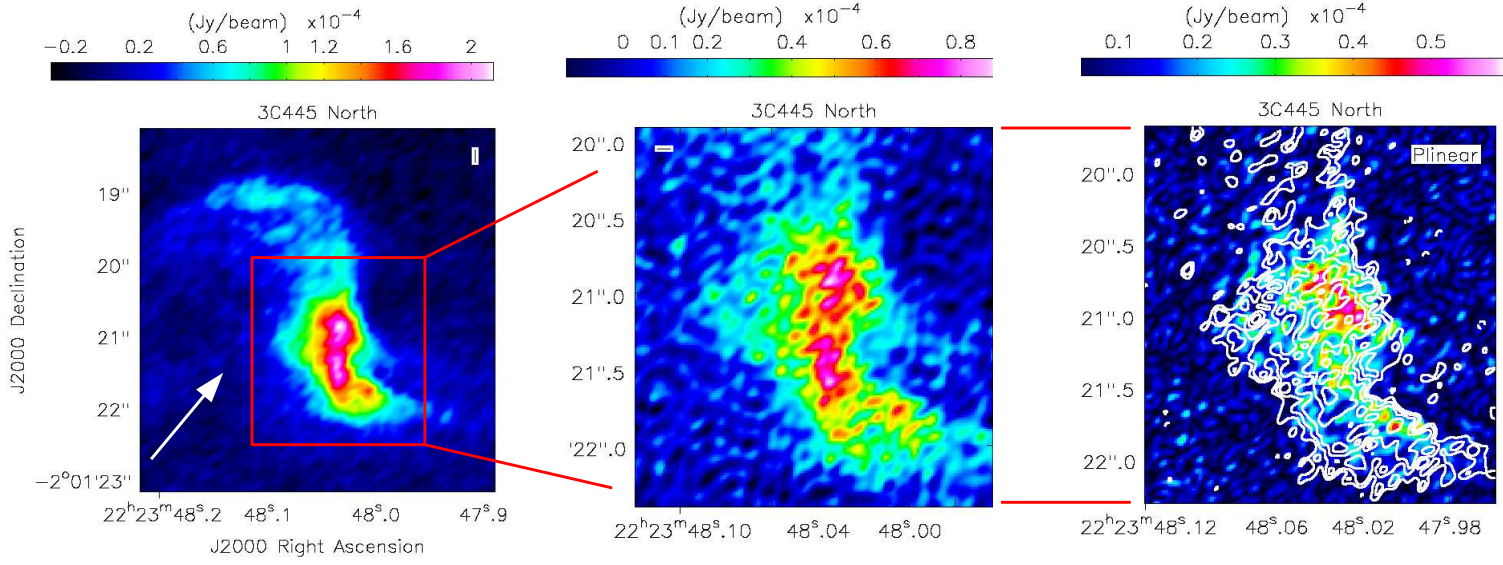 (Jy/beam) x10⁻⁴
−0.2 0.2 0.6 1 1.2 1.6 2
3C445 North
I
19''
20''
21''
22''
−2°01'23''
J2000 Declination
22ʰ23ᵐ48ˢ.2 48ˢ.1 48ˢ.0 47ˢ.9
J2000 Right Ascension
(Jy/beam) x10⁻⁴
0 0.1 0.2 0.4 0.6 0.8
3C445 North
I
20''.0
20''.5
21''.0
21''.5
'22''.0
22ʰ23ᵐ48ˢ.10 48ˢ.04 48ˢ.00
(Jy/beam) x10⁻⁴
0.1 0.2 0.3 0.4 0.5
3C445 North
Plinear
20''.0
20''.5
21''.0
21''.5
22''.0
22ʰ23ᵐ48ˢ.12 48ˢ.06 48ˢ.02 47ˢ.98